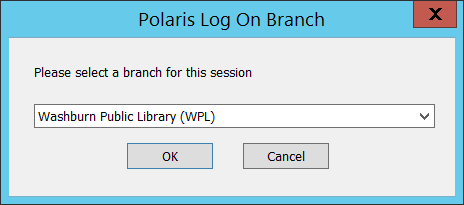 Polaris Log On Branch
X
Please select a branch for this session
Washburn Public Library (WPL)
OK
Cancel